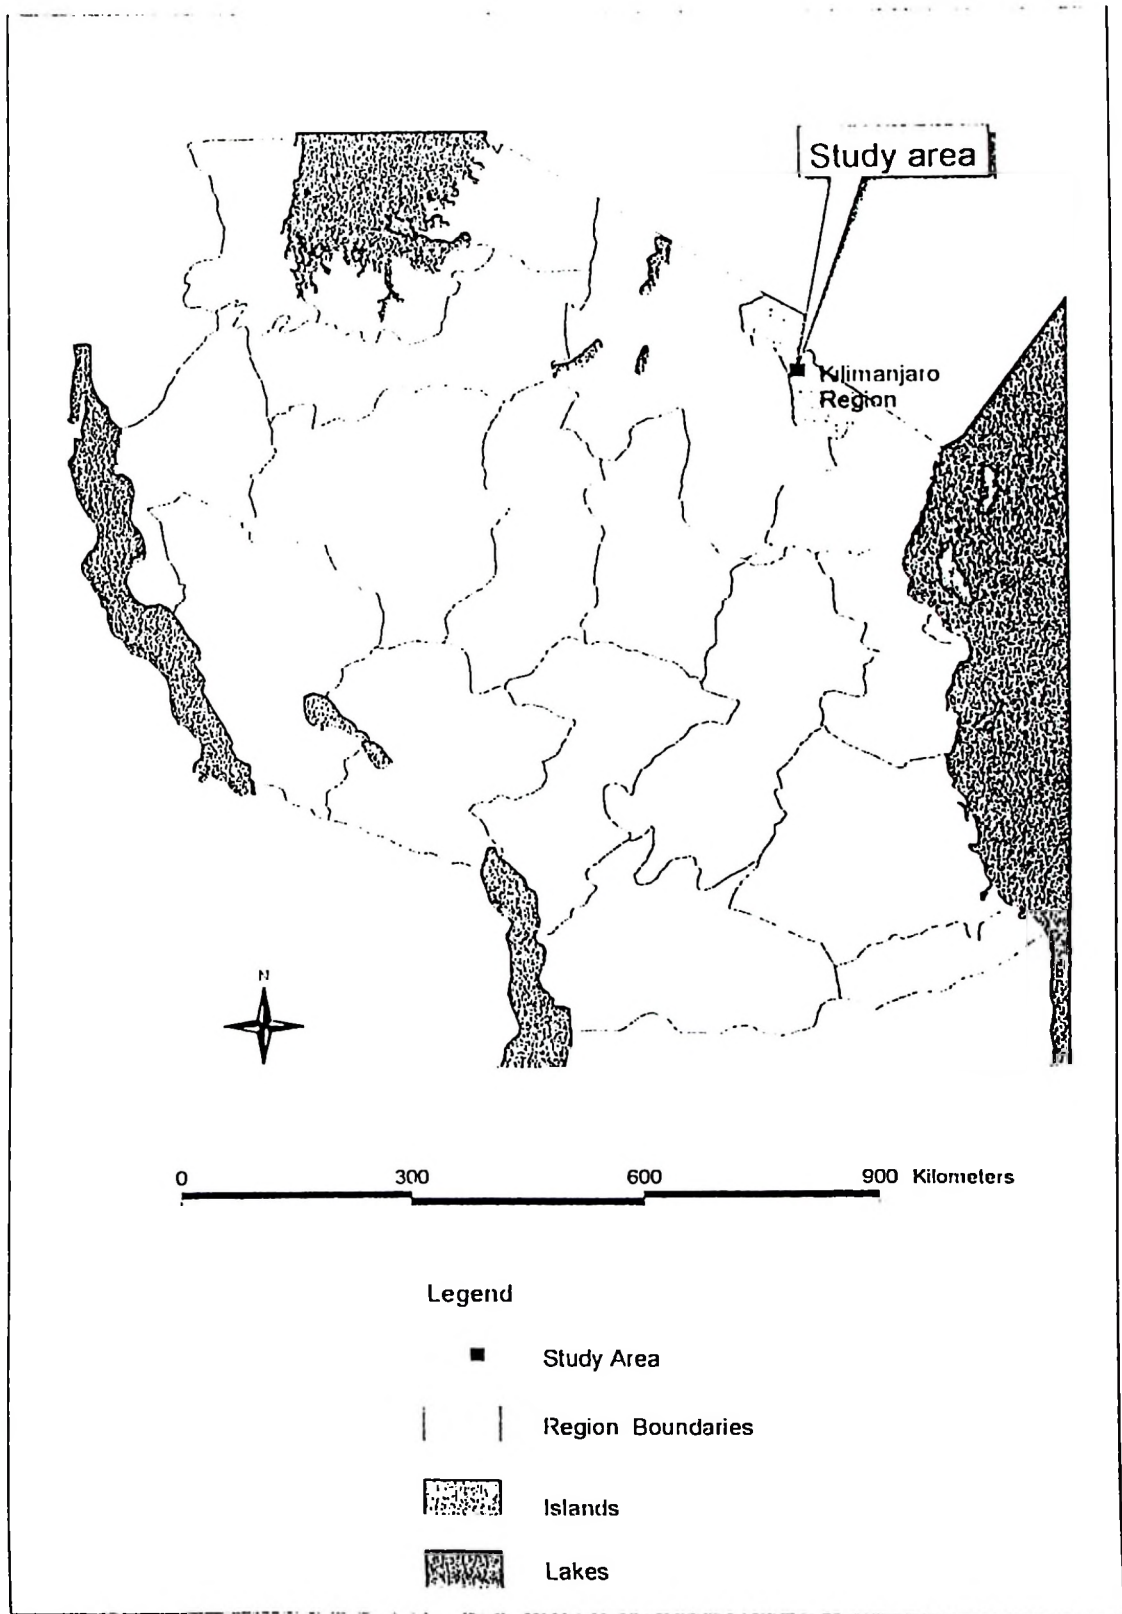 Study area
Kilimanjaro
Region
N
0 300 600 900 Kilometers
Legend
Study Area
Region Boundaries
Islands
Lakes